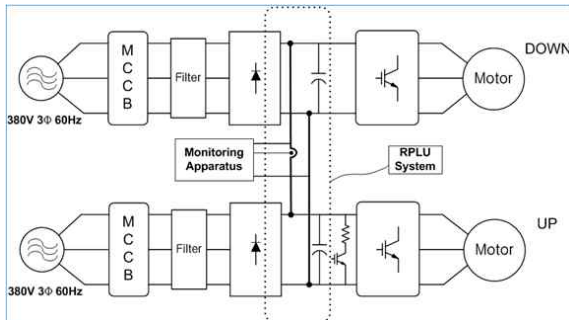 DOWN
M
C
C
B
Filter
Motor
380V 3Φ 60Hz
Monitoring
Apparatus
RPLU
System
UP
M
C
C
B
Filter
Motor
380V 3Φ 60Hz